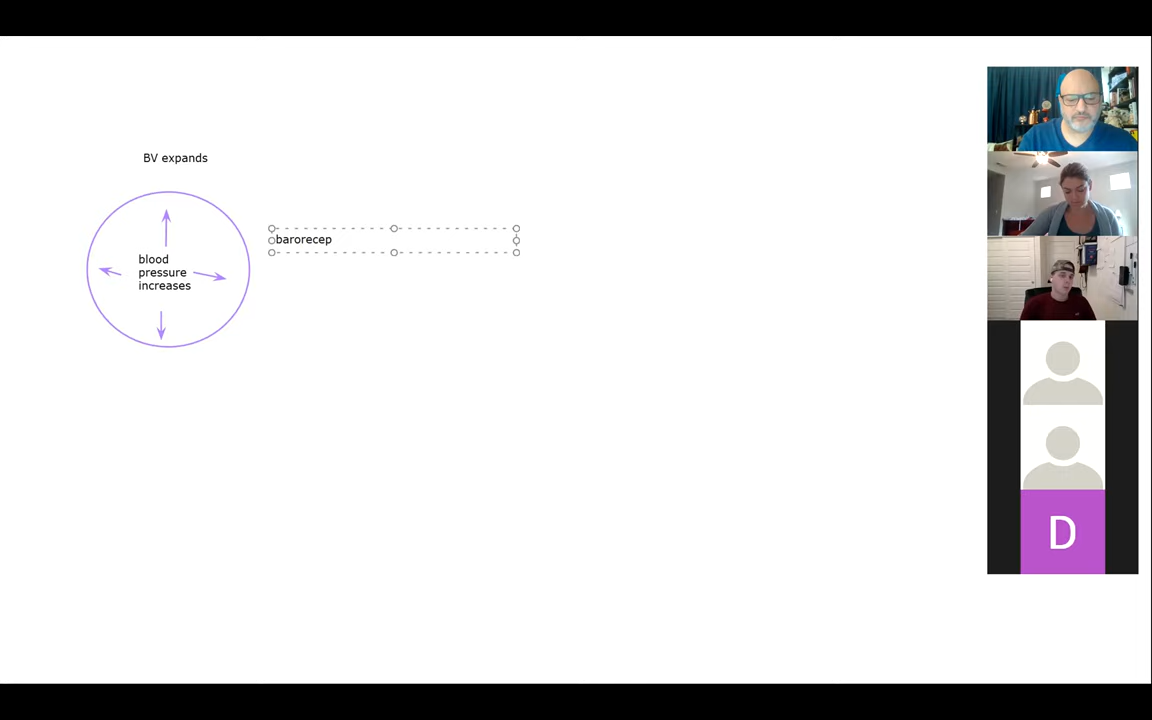 BV expands
blood
pressure
increases
barorecep
D